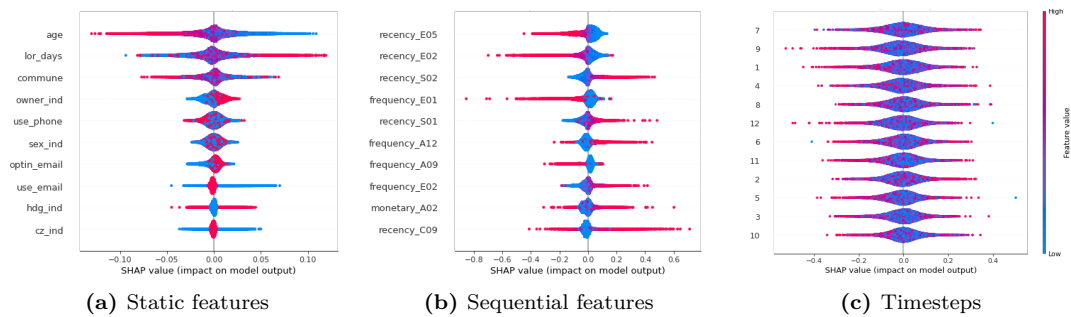 age
lor_days
commune
owner_ind
use_phone
sex_ind
optin_email
use_email
hdg_ind
cz_ind
−0.10 −0.05 0.00 0.05 0.10
SHAP value (impact on model output)
(a) Static features
recency_E05
recency_E02
recency_S02
frequency_E01
recency_S01
frequency_A12
frequency_A09
frequency_E02
monetary_A02
recency_C09
−0.8 −0.6 −0.4 −0.2 0.0 0.2 0.4 0.6
SHAP value (impact on model output)
(b) Sequential features
7
9
1
4
8
12
6
11
2
5
3
10
−0.4 −0.2 0.0 0.2 0.4
SHAP value (impact on model output)
High
Feature value
Low
(c) Timesteps